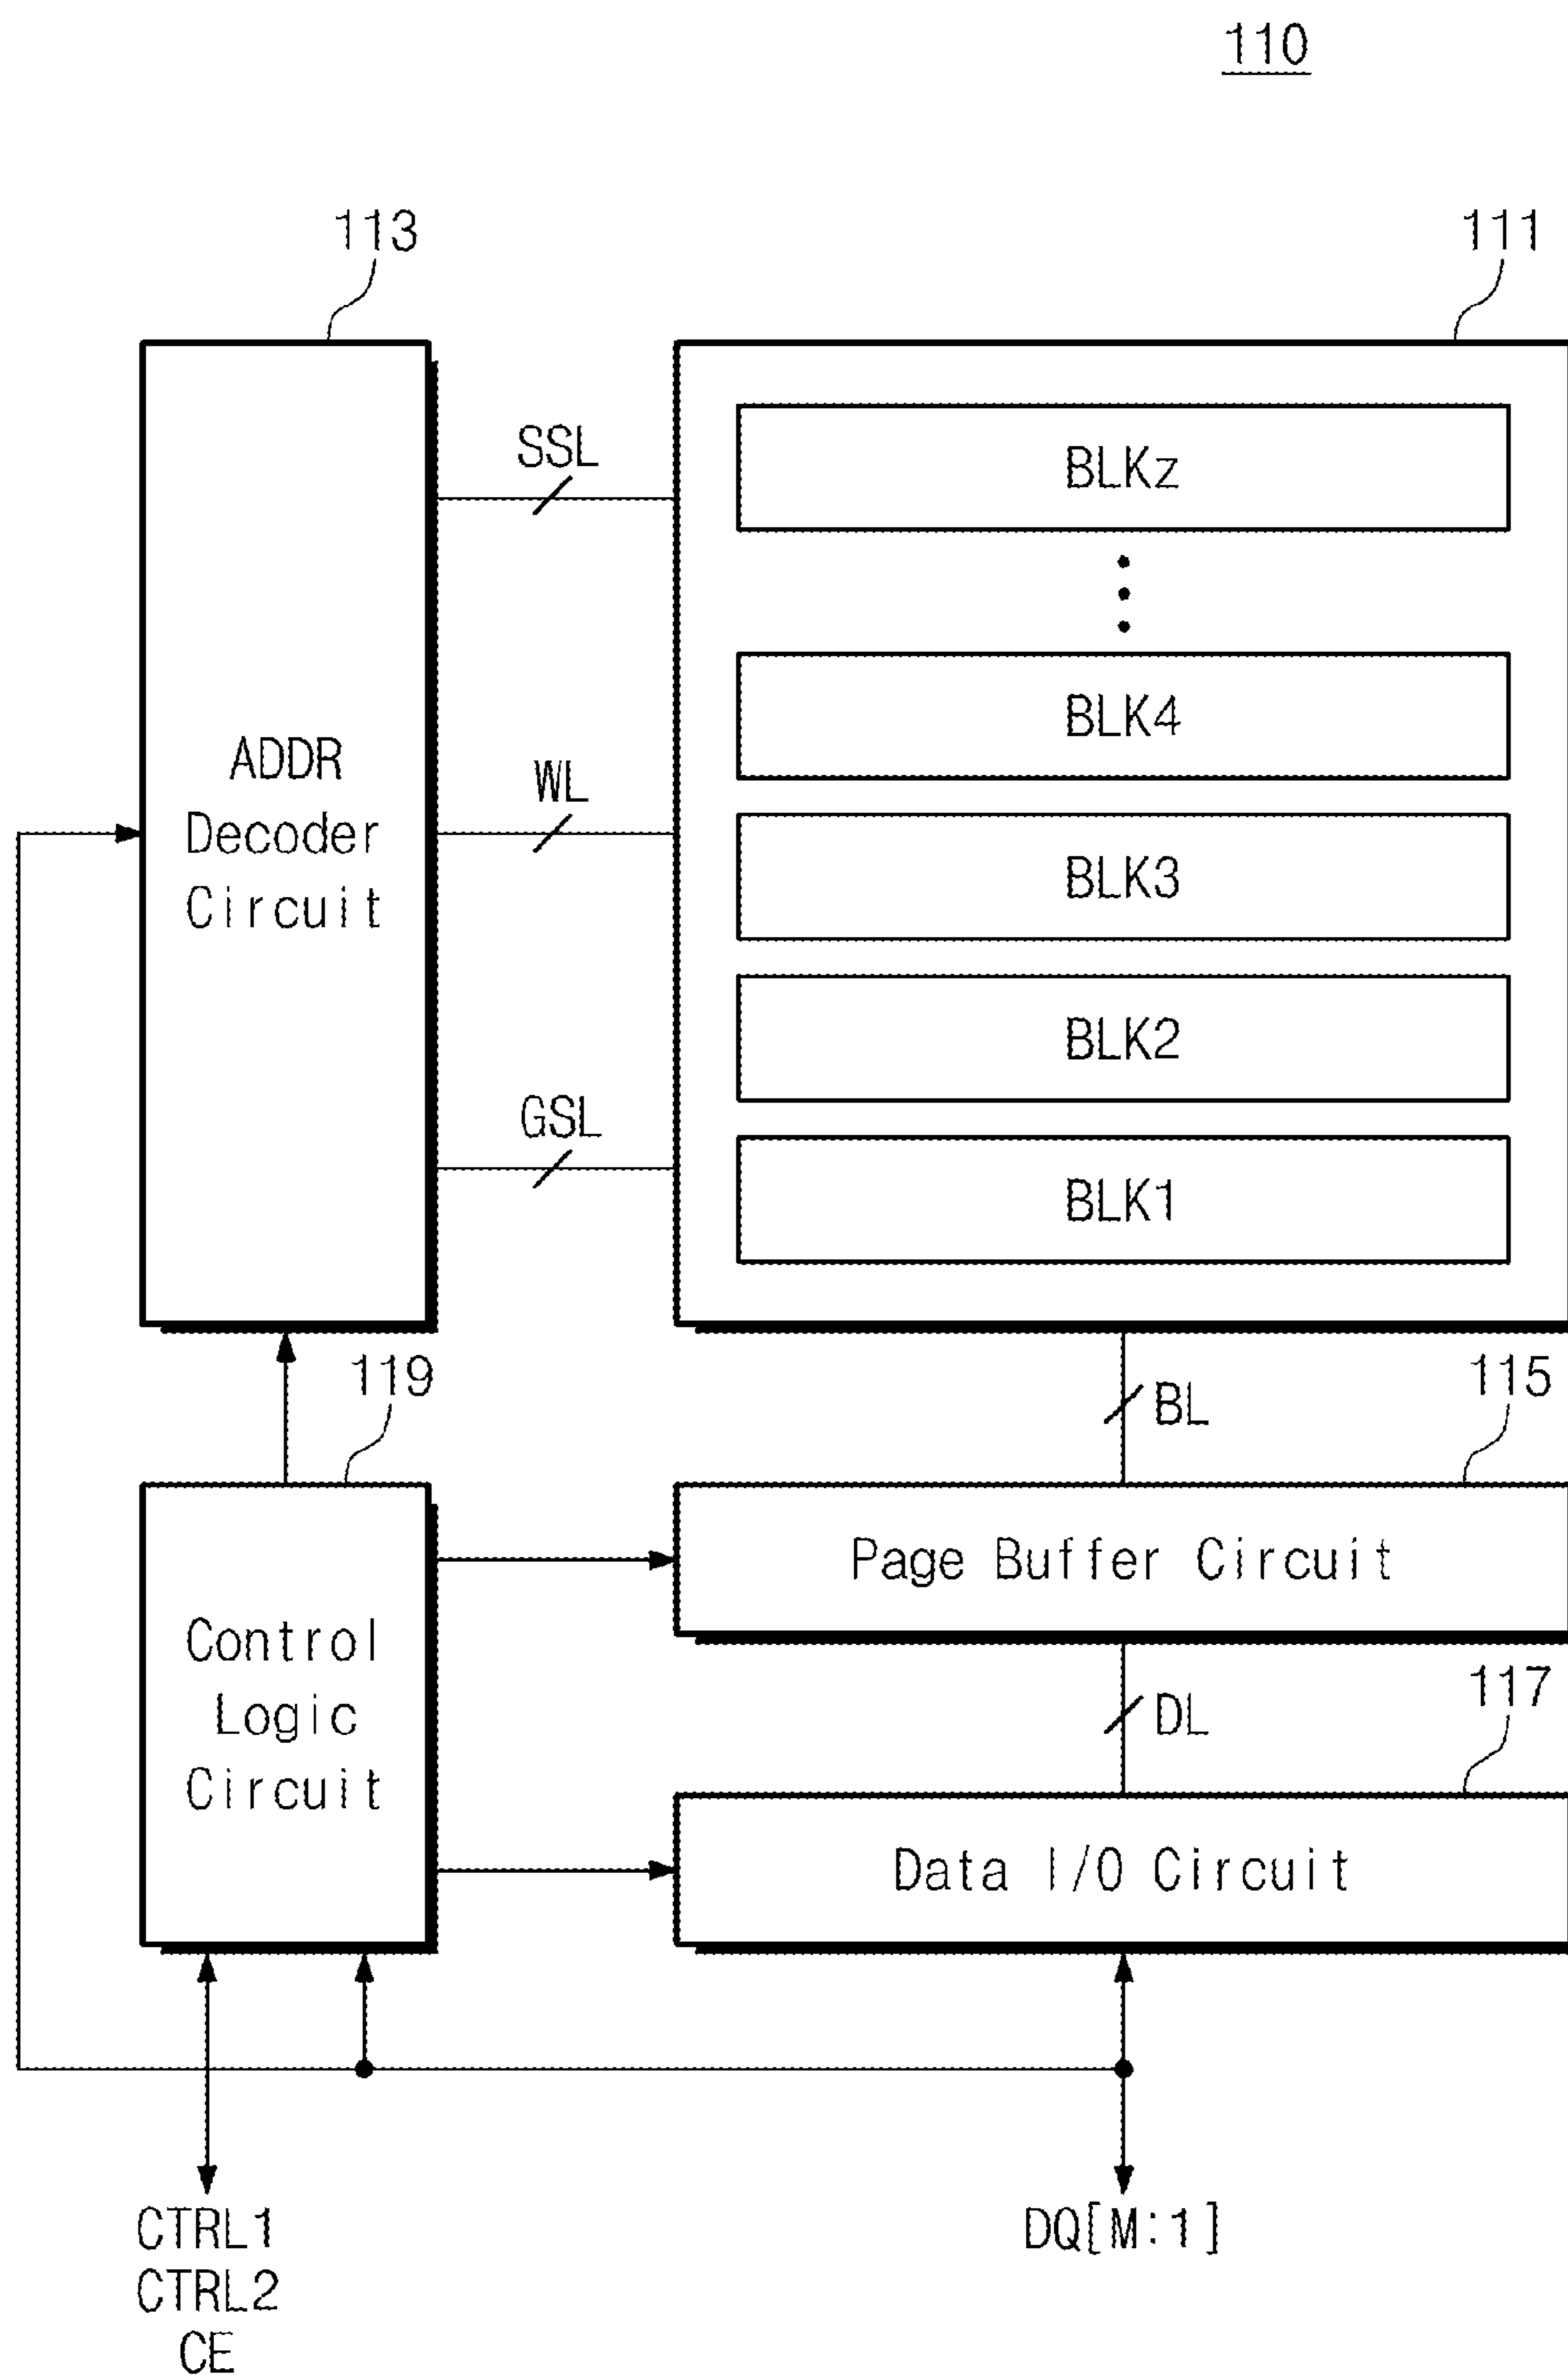 110
113
111
SSL
BLKz
BLK4
ADDR
Decoder
Circuit
WL
BLK3
BLK2
GSL
BLK1
119
BL
115
Page Buffer Circuit
Control
Logic
Circuit
DL
117
Data I/O Circuit
CTRL1
CTRL2
CE
DQ[M:1]